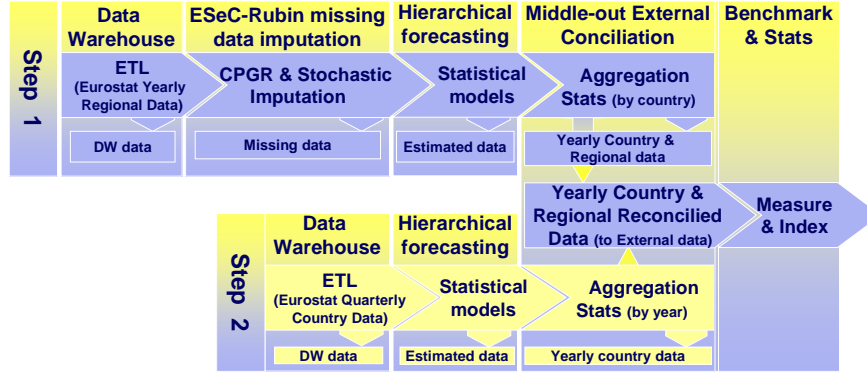 Data
Warehouse
ESeC-Rubin missing
data imputation
Hierarchical
forecasting
Middle-out External
Conciliation
Benchmark
& Stats
Step 1
ETL
(Eurostat Yearly
Regional Data)
CPGR & Stochastic
Imputation
Statistical
models
Aggregation
Stats (by country)
DW data
Missing data
Estimated data
Yearly Country &
Regional data
Yearly Country &
Regional Reconcilied
Data (to External data)
Measure
& Index
Step 2
Data
Warehouse
Hierarchical
forecasting
ETL
(Eurostat Quarterly
Country Data)
Statistical
models
Aggregation
Stats (by year)
DW data
Estimated data
Yearly country data